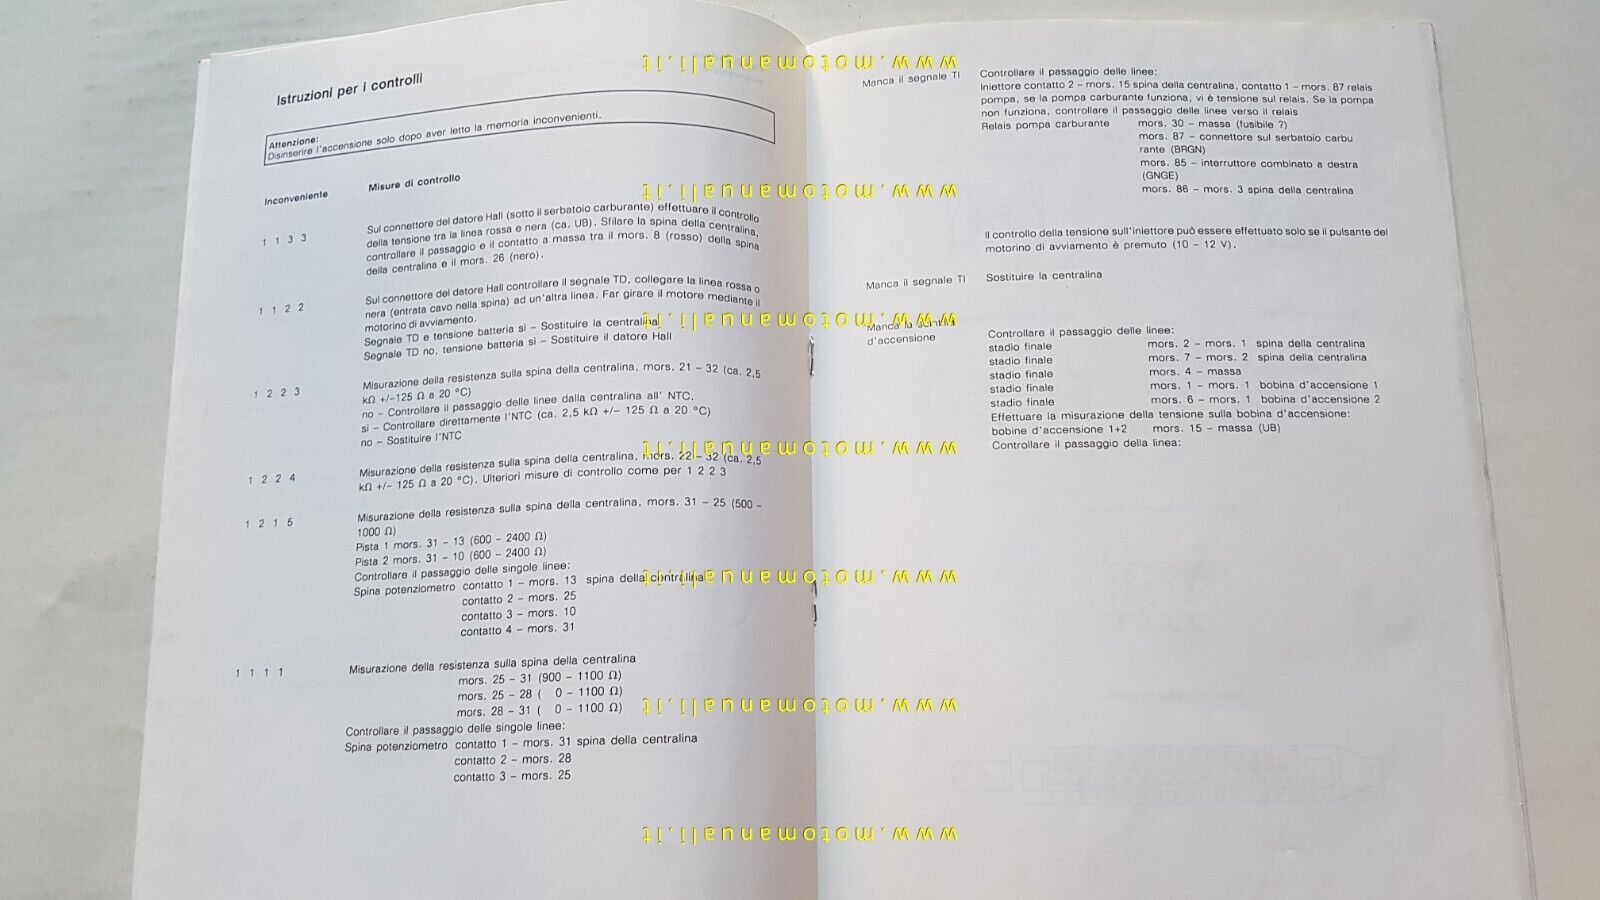 Istruzioni per i controlli
Attenzione:
Disinserire l'accensione solo dopo aver letto la memoria inconvenienti.
Inconveniente Misure di controllo
1 1 3 3 Sul connettore del datore Hall (sotto il serbatoio carburante) effettuare il controllo
della tensione tra la linea rossa e nera (ca. UB). Sfilare la spina della centralina,
controllare il passaggio e il contatto a massa tra il mors. 8 (rosso) della spina
della centralina e il mors. 26 (nero).
1 1 2 2 Sul connettore del datore Hall controllare il segnale TD, collegare la linea rossa o
nera (entrata cavo nella spina) ad un'altra linea. Far girare il motore mediante il
motorino di avviamento.
Segnale TD e tensione batteria sì – Sostituire la centralina
Segnale TD no, tensione batteria sì – Sostituire il datore Hall
1 2 2 3 Misurazione della resistenza sulla spina della centralina, mors. 21 – 32 (ca. 2,5
kΩ +/–125 Ω a 20 °C)
no – Controllare il passaggio delle linee dalla centralina all' NTC.
sì – Controllare direttamente l'NTC (ca. 2,5 kΩ +/– 125 Ω a 20 °C)
no – Sostituire l'NTC
1 2 2 4 Misurazione della resistenza sulla spina della centralina, mors. 22 – 32 (ca. 2,5
kΩ +/– 125 Ω a 20 °C). Ulteriori misure di controllo come per 1 2 2 3
1 2 1 5 Misurazione della resistenza sulla spina della centralina, mors. 31 – 25 (500 –
1000 Ω)
Pista 1 mors. 31 – 13 (600 – 2400 Ω)
Pista 2 mors. 31 – 10 (600 – 2400 Ω)
Controllare il passaggio delle singole linee:
Spina potenziometro contatto 1 – mors. 13 spina della centralina
contatto 2 – mors. 25
contatto 3 – mors. 10
contatto 4 – mors. 31
1 1 1 1 Misurazione della resistenza sulla spina della centralina
mors. 25 – 31 (900 – 1100 Ω)
mors. 25 – 28 ( 0 – 1100 Ω)
mors. 28 – 31 ( 0 – 1100 Ω)
Controllare il passaggio delle singole linee:
Spina potenziometro contatto 1 – mors. 31 spina della centralina
contatto 2 – mors. 28
contatto 3 – mors. 25
Manca il segnale TI Controllare il passaggio delle linee:
Iniettore contatto 2 – mors. 15 spina della centralina, contatto 1 – mors. 87 relais
pompa, se la pompa carburante funziona, vi è tensione sul relais. Se la pompa
non funziona, controllare il passaggio delle linee verso il relais
Relais pompa carburante mors. 30 – massa (fusibile ?)
mors. 87 – connettore sul serbatoio carbu
rante (BRGN)
mors. 85 – interruttore combinato a destra
(GNGE)
mors. 86 – mors. 3 spina della centralina
Il controllo della tensione sull'iniettore può essere effettuato solo se il pulsante del
motorino di avviamento è premuto (10 – 12 V).
Manca il segnale TI Sostituire la centralina
Manca la scintilla
d'accensione
Controllare il passaggio delle linee:
stadio finale mors. 2 – mors. 1 spina della centralina
stadio finale mors. 7 – mors. 2 spina della centralina
stadio finale mors. 4 – massa
stadio finale mors. 1 – mors. 1 bobina d'accensione 1
stadio finale mors. 6 – mors. 1 bobina d'accensione 2
Effettuare la misurazione della tensione sulla bobina d'accensione:
bobine d'accensione 1+2 mors. 15 – massa (UB)
Controllare il passaggio della linea:
www.motomanuali.it
www.motomanuali.it
www.motomanuali.it
www.motomanuali.it
www.motomanuali.it
www.motomanuali.it
www.motomanuali.it